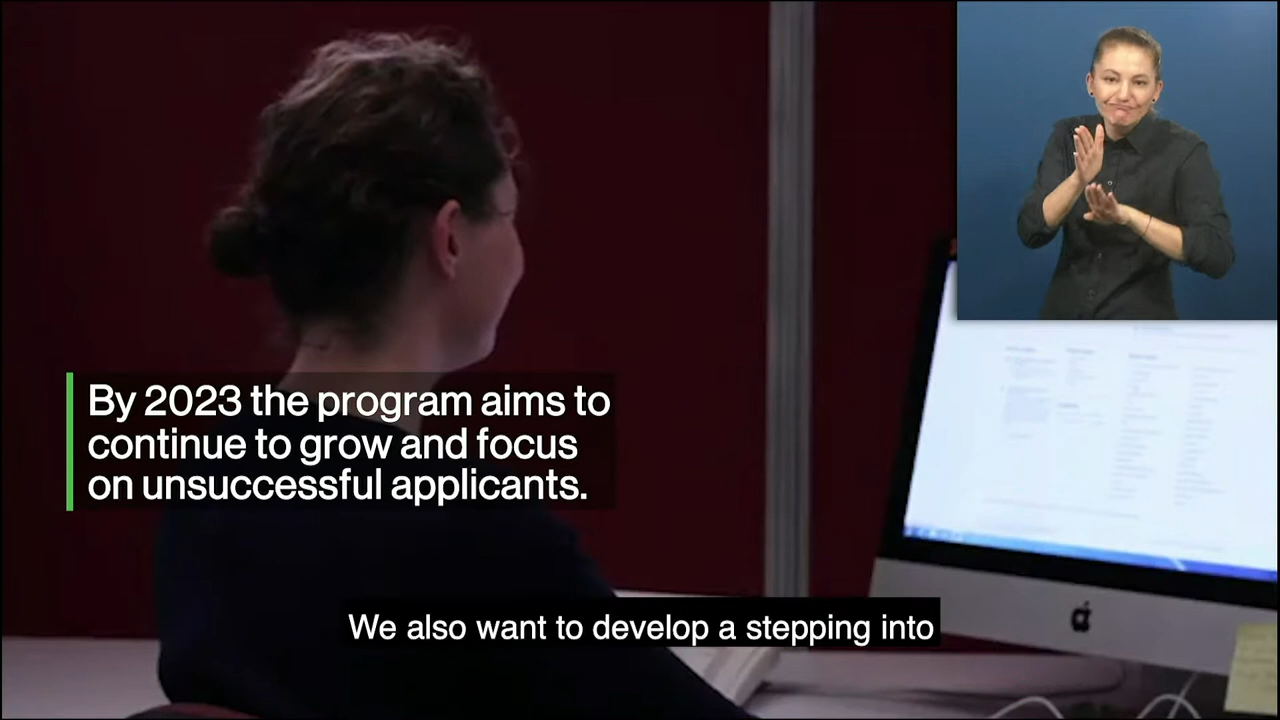 By 2023 the program aims to
continue to grow and focus
on unsuccessful applicants.
We also want to develop a stepping into